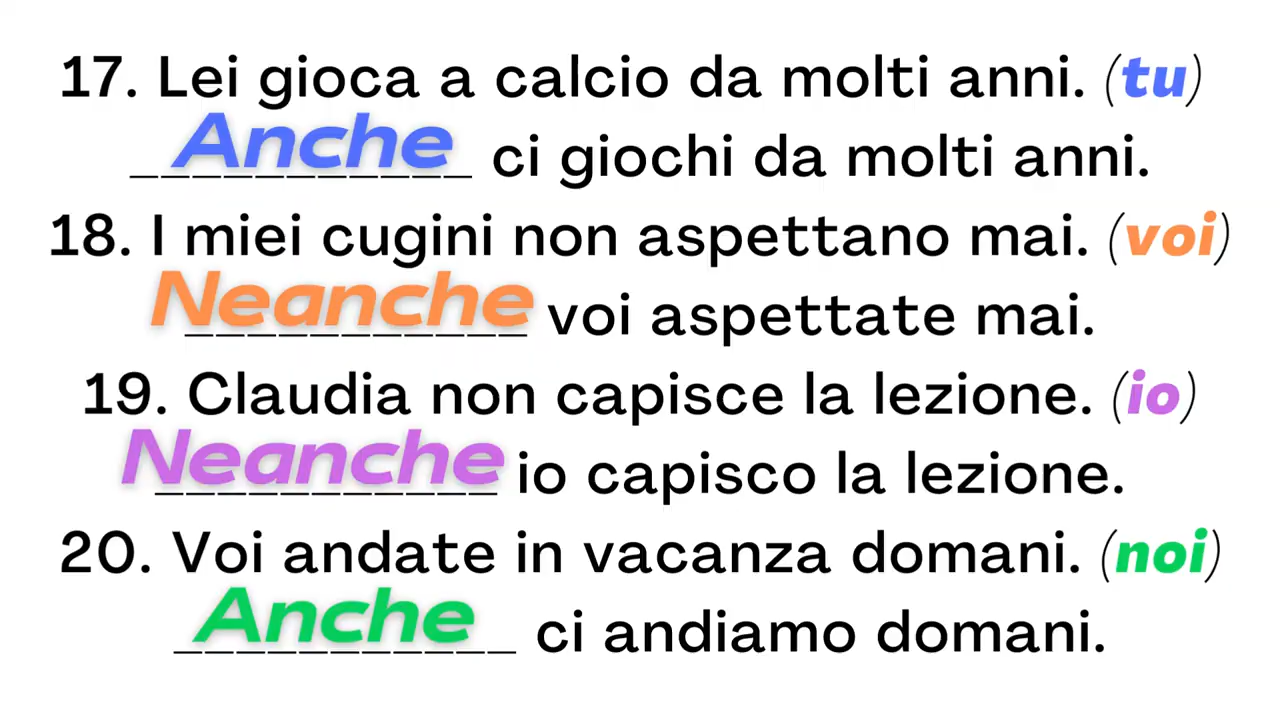 17. Lei gioca a calcio da molti anni. (tu)
Anche ci giochi da molti anni.
18. I miei cugini non aspettano mai. (voi)
Neanche voi aspettate mai.
19. Claudia non capisce la lezione. (io)
Neanche io capisco la lezione.
20. Voi andate in vacanza domani. (noi)
Anche ci andiamo domani.